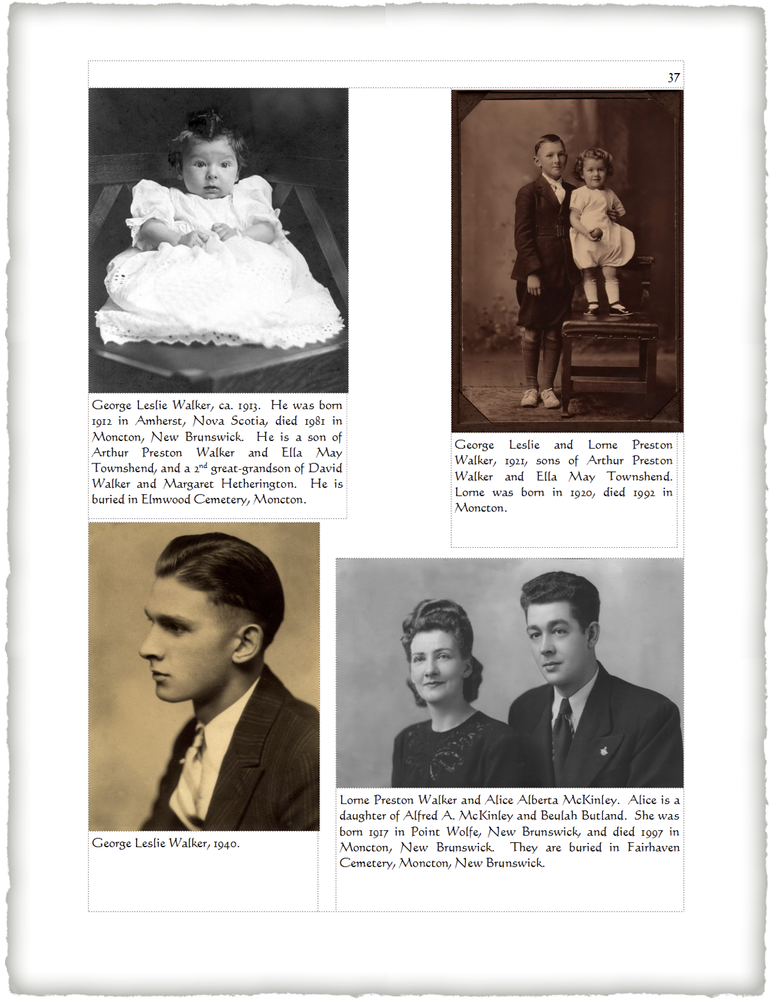 37
George Leslie Walker, ca. 1913. He was born
1912 in Amherst, Nova Scotia, died 1981 in
Moncton, New Brunswick. He is a son of
Arthur Preston Walker and Ella May
Townshend, and a 2nd great-grandson of David
Walker and Margaret Hetherington. He is
buried in Elmwood Cemetery, Moncton.
George Leslie and Lorne Preston
Walker, 1921, sons of Arthur Preston
Walker and Ella May Townshend.
Lorne was born in 1920, died 1992 in
Moncton.
George Leslie Walker, 1940.
Lorne Preston Walker and Alice Alberta McKinley. Alice is a
daughter of Alfred A. McKinley and Beulah Butland. She was
born 1917 in Point Wolfe, New Brunswick, and died 1997 in
Moncton, New Brunswick. They are buried in Fairhaven
Cemetery, Moncton, New Brunswick.